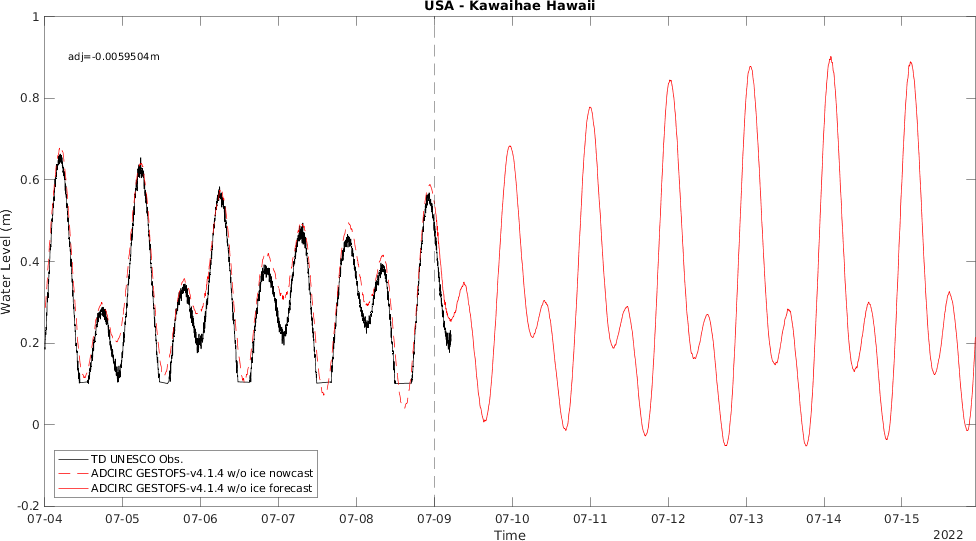 USA - Kawaihae Hawaii
adj=-0.0059504m
1
0.8
0.6
0.4
0.2
0
-0.2
Water Level (m)
TD UNESCO Obs.
ADCIRC GESTOFS-v4.1.4 w/o ice nowcast
ADCIRC GESTOFS-v4.1.4 w/o ice forecast
07-04 07-05 07-06 07-07 07-08 07-09 07-10 07-11 07-12 07-13 07-14 07-15
Time
2022